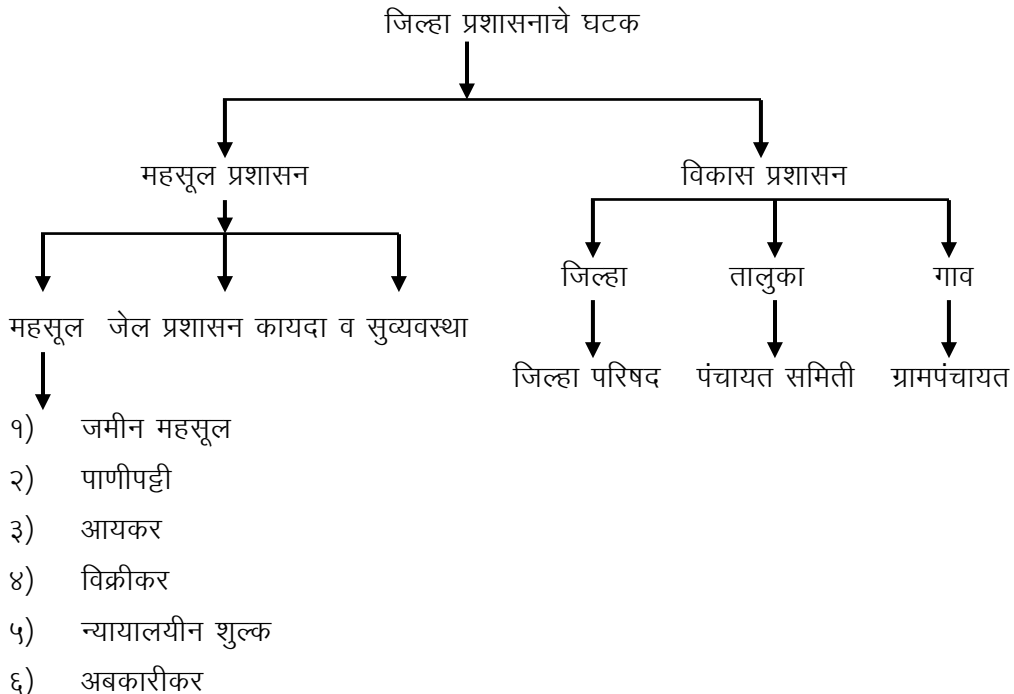 जिल्हा प्रशासनाचे घटक
महसूल प्रशासन विकास प्रशासन
जिल्हा तालुका गाव
महसूल जेल प्रशासन कायदा व सुव्यवस्था
जिल्हा परिषद पंचायत समिती ग्रामपंचायत
१) जमीन महसूल
२) पाणीपट्टी
३) आयकर
४) विक्रीकर
५) न्यायालयीन शुल्क
६) अबकारीकर